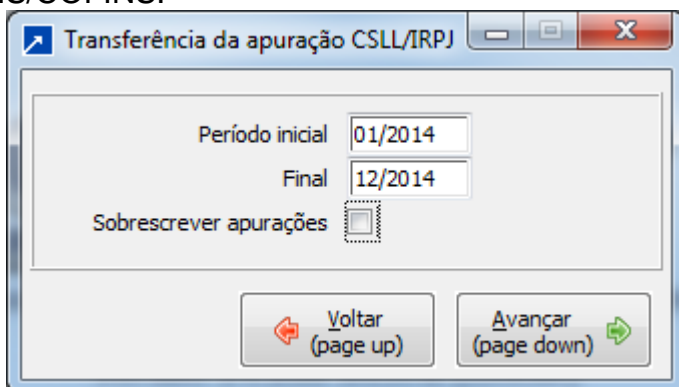 Transferência da apuração CSLL/IRPJ
Período inicial 01/2014
Final 12/2014
Sobrescrever apurações
Voltar
(page up)
Avançar
(page down)